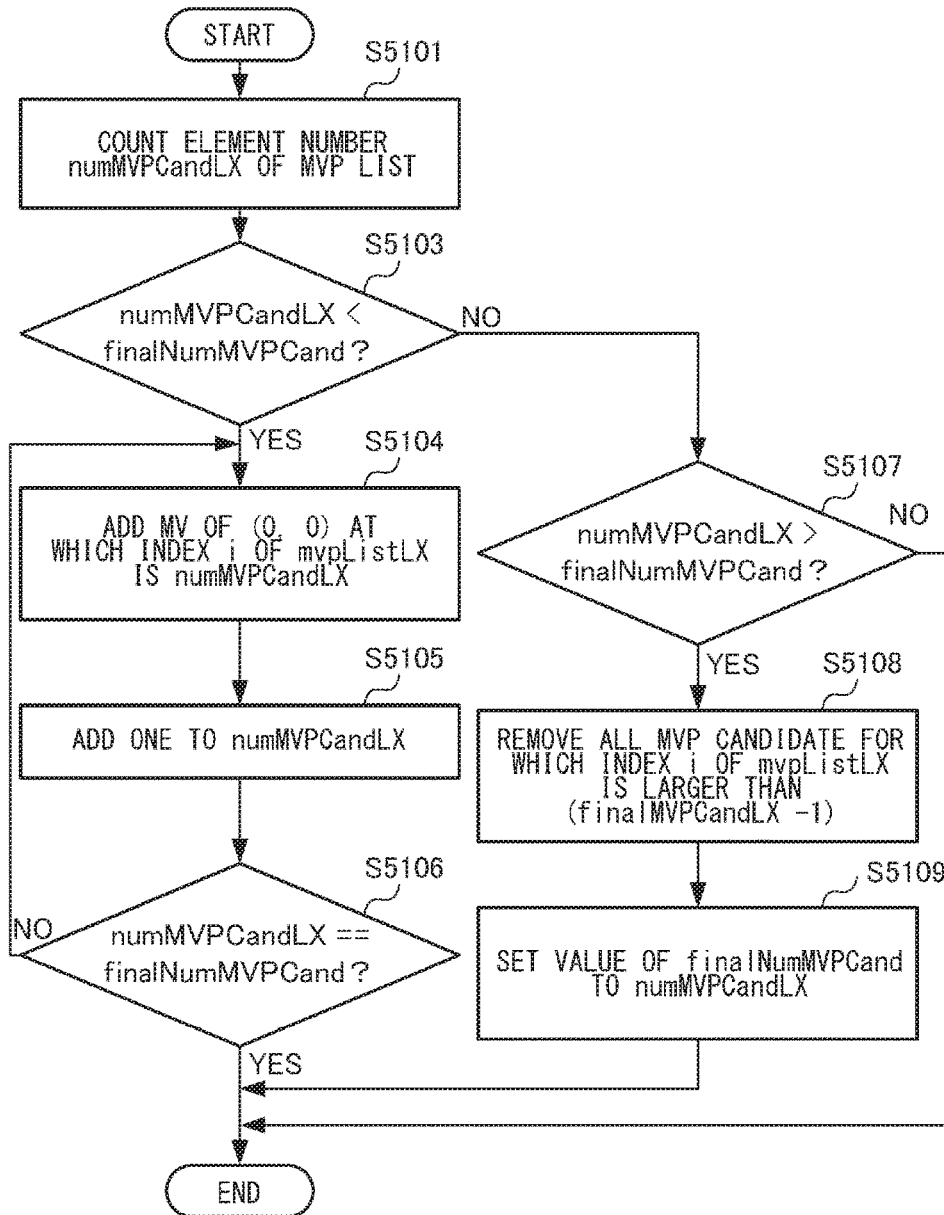 START
S5101
COUNT ELEMENT NUMBER
numMVPCandLX OF MVP LIST
S5103
numMVPCandLX <
finalNumMVPCand?
NO
YES
S5104
ADD MV OF (0, 0) AT
WHICH INDEX i OF mvpListLX
IS numMVPCandLX
S5105
ADD ONE TO numMVPCandLX
S5106
numMVPCandLX ==
finalNumMVPCand?
NO
YES
S5107
numMVPCandLX >
finalNumMVPCand?
NO
YES
S5108
REMOVE ALL MVP CANDIDATE FOR
WHICH INDEX i OF mvpListLX
IS LARGER THAN
(finalMVPCandLX -1)
S5109
SET VALUE OF finalNumMVPCand
TO numMVPCandLX
END